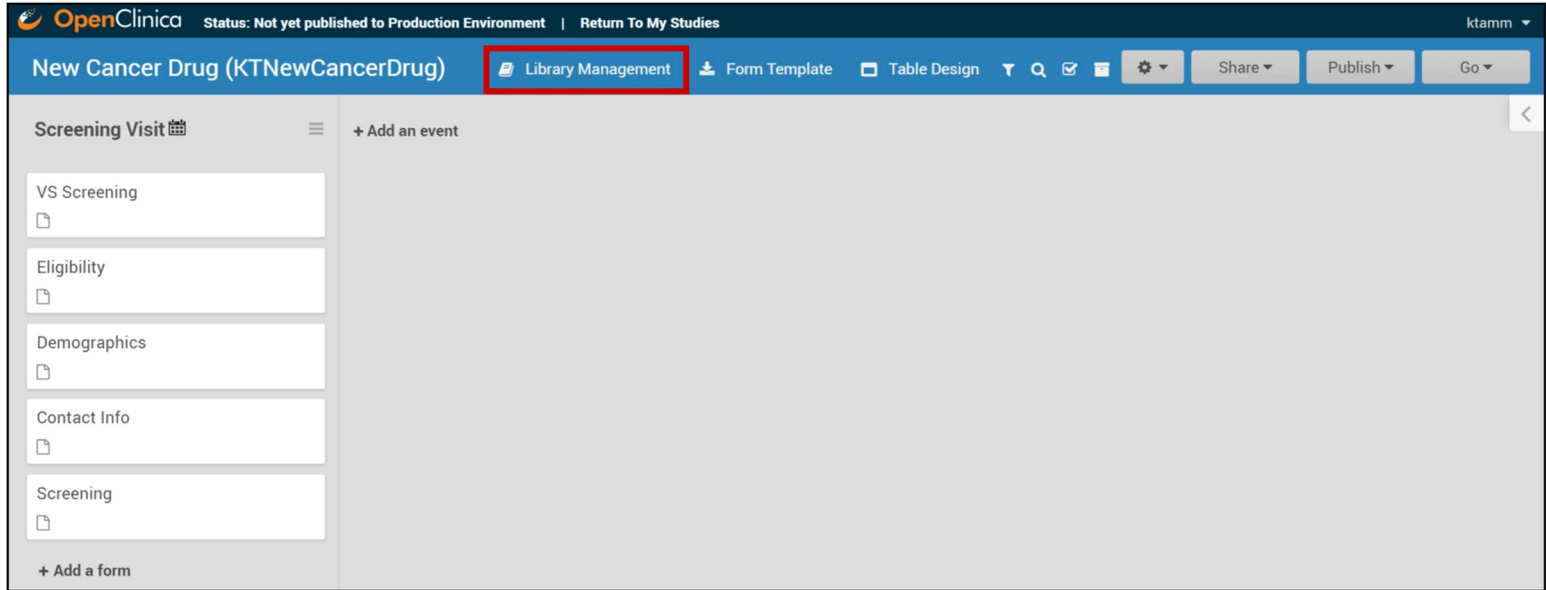 OpenClinica Status: Not yet published to Production Environment | Return To My Studies ktamm
New Cancer Drug (KTNewCancerDrug) Library Management Form Template Table Design Share Publish Go
Screening Visit + Add an event
VS Screening
Eligibility
Demographics
Contact Info
Screening
+ Add a form